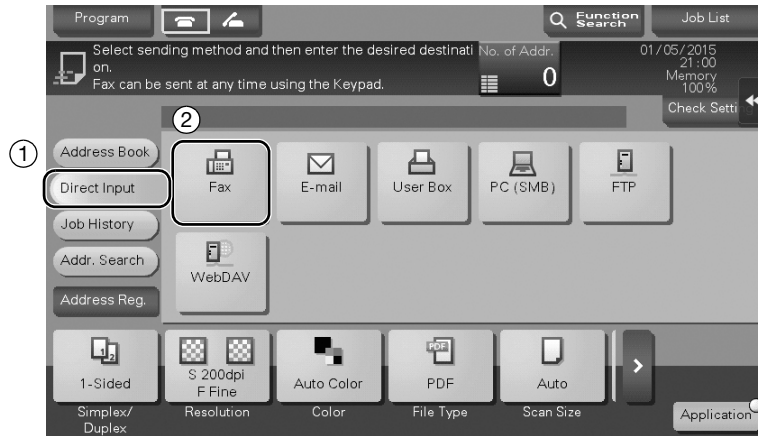 Program
Function
Search
Job List
Select sending method and then enter the desired destinati
on.
Fax can be sent at any time using the Keypad.
No. of Addr.
0
01/05/2015
21:00
Memory
100%
Check Setti
1
2
Address Book
Direct Input
Job History
Addr. Search
Address Reg.
Fax
E-mail
User Box
PC (SMB)
FTP
WebDAV
1
2
1-Sided
S 200dpi
F Fine
Auto Color
PDF
PDF
Auto
Simplex/
Duplex
Resolution
Color
File Type
Scan Size
Application